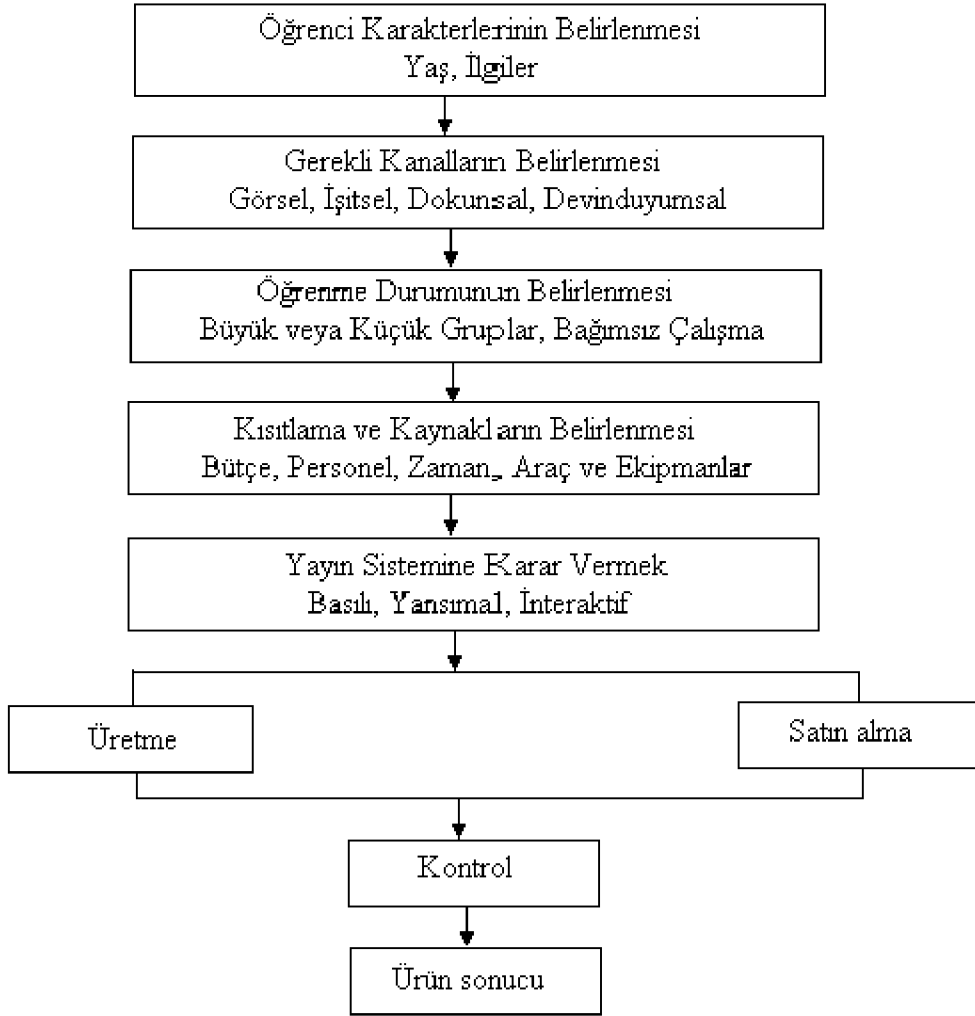 Öğrenci Karakterlerinin Belirlenmesi
Yaş, İlgiler
Gerekli Kanalların Belirlenmesi
Görsel, İşitsel, Dokunsal, Devinduyumsal
Öğrenme Durumunun Belirlenmesi
Büyük veya Küçük Gruplar, Bağımsız Çalışma
Kısıtlama ve Kaynakların Belirlenmesi
Bütçe, Personel, Zaman, Araç ve Ekipmanlar
Yayın Sistemine Karar Vermek
Basılı, Yansımalı, İnteraktif
Üretme
Satın alma
Kontrol
Ürün sonucu